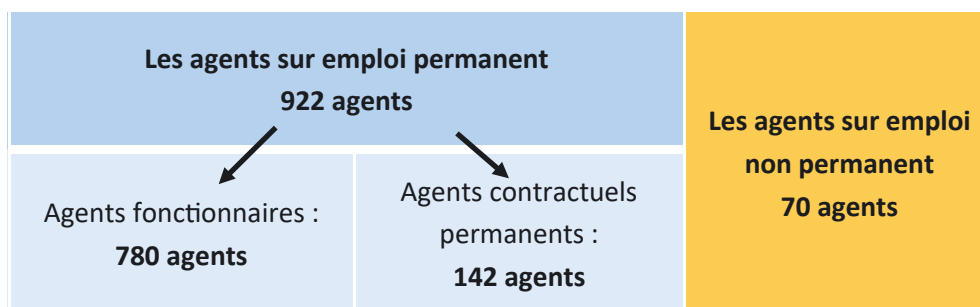 Les agents sur emploi permanent
922 agents
Agents fonctionnaires :
780 agents
Agents contractuels
permanents :
142 agents
Les agents sur emploi
non permanent
70 agents